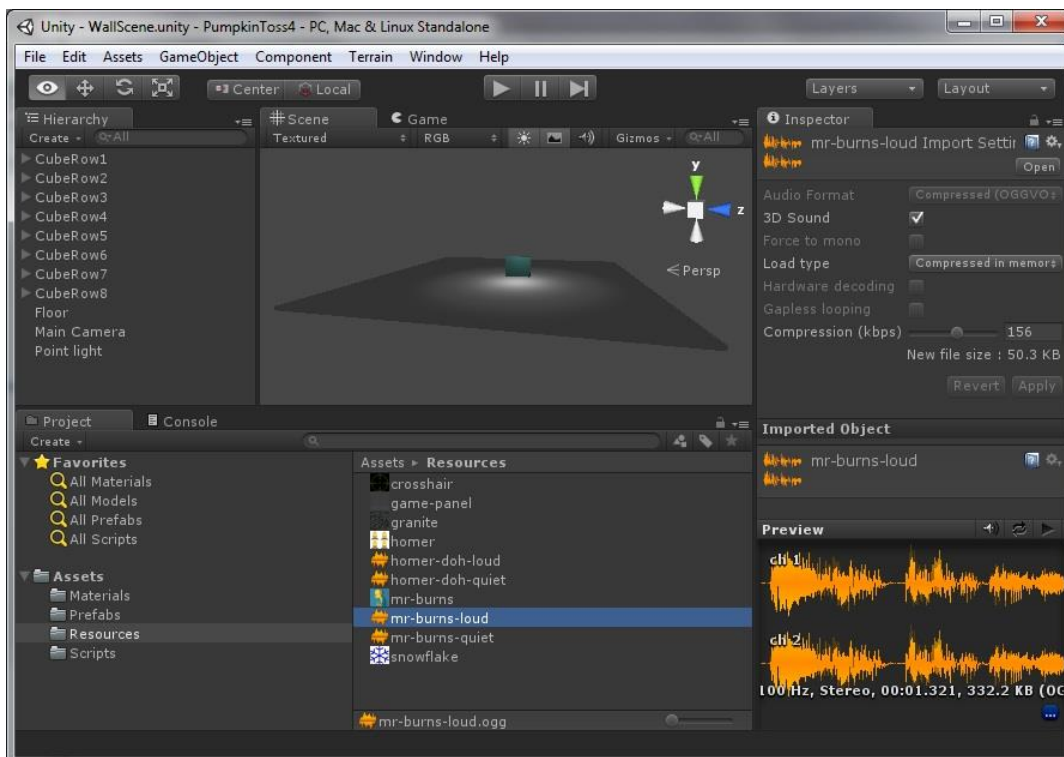 Unity - WallScene.unity - PumpkinToss4 - PC, Mac & Linux Standalone
File Edit Assets GameObject Component Terrain Window Help
Center Local Layers Layout
Hierarchy
Create All
CubeRow1
CubeRow2
CubeRow3
CubeRow4
CubeRow5
CubeRow6
CubeRow7
CubeRow8
Floor
Main Camera
Point light
Scene Game
Textured RGB Gizmos All
y
z
Persp
Inspector
mr-burns-loud Import Settir
Open
Audio Format Compressed (OGGVO
3D Sound
Force to mono
Load type Compressed in memor
Hardware decoding
Gapless looping
Compression (kbps) 156
New file size : 50.3 KB
Revert Apply
Project Console
Create
Favorites
All Materials
All Models
All Prefabs
All Scripts
Assets
Materials
Prefabs
Resources
Scripts
Assets Resources
crosshair
game-panel
granite
homer
homer-doh-loud
homer-doh-quiet
mr-burns
mr-burns-loud
mr-burns-quiet
snowflake
mr-burns-loud.ogg
Imported Object
mr-burns-loud
Preview
ch 1
ch 2
100 Hz, Stereo, 00:01.321, 332.2 KB (OG